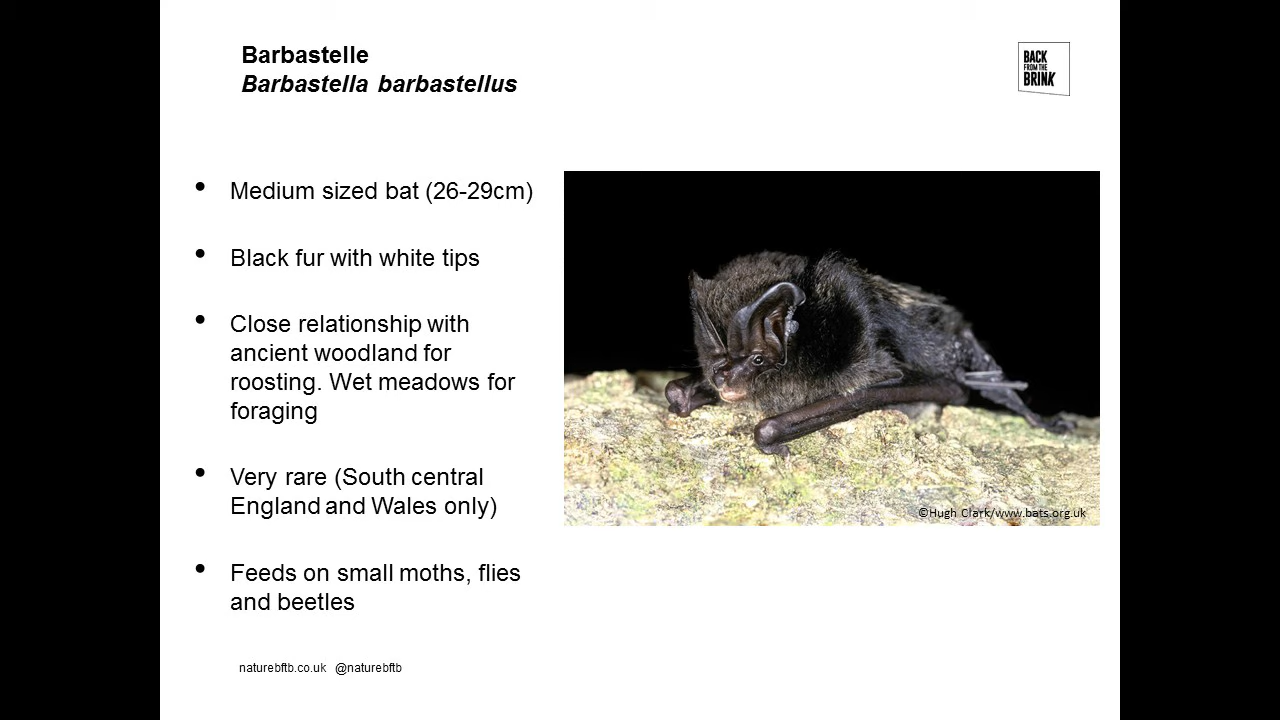 Barbastelle
Barbastella barbastellus
BACK
FROM THE
BRINK
• Medium sized bat (26-29cm)
• Black fur with white tips
• Close relationship with
ancient woodland for
roosting. Wet meadows for
foraging
• Very rare (South central
England and Wales only)
• Feeds on small moths, flies
and beetles
©Hugh Clark/www.bats.org.uk
naturebftb.co.uk @naturebftb